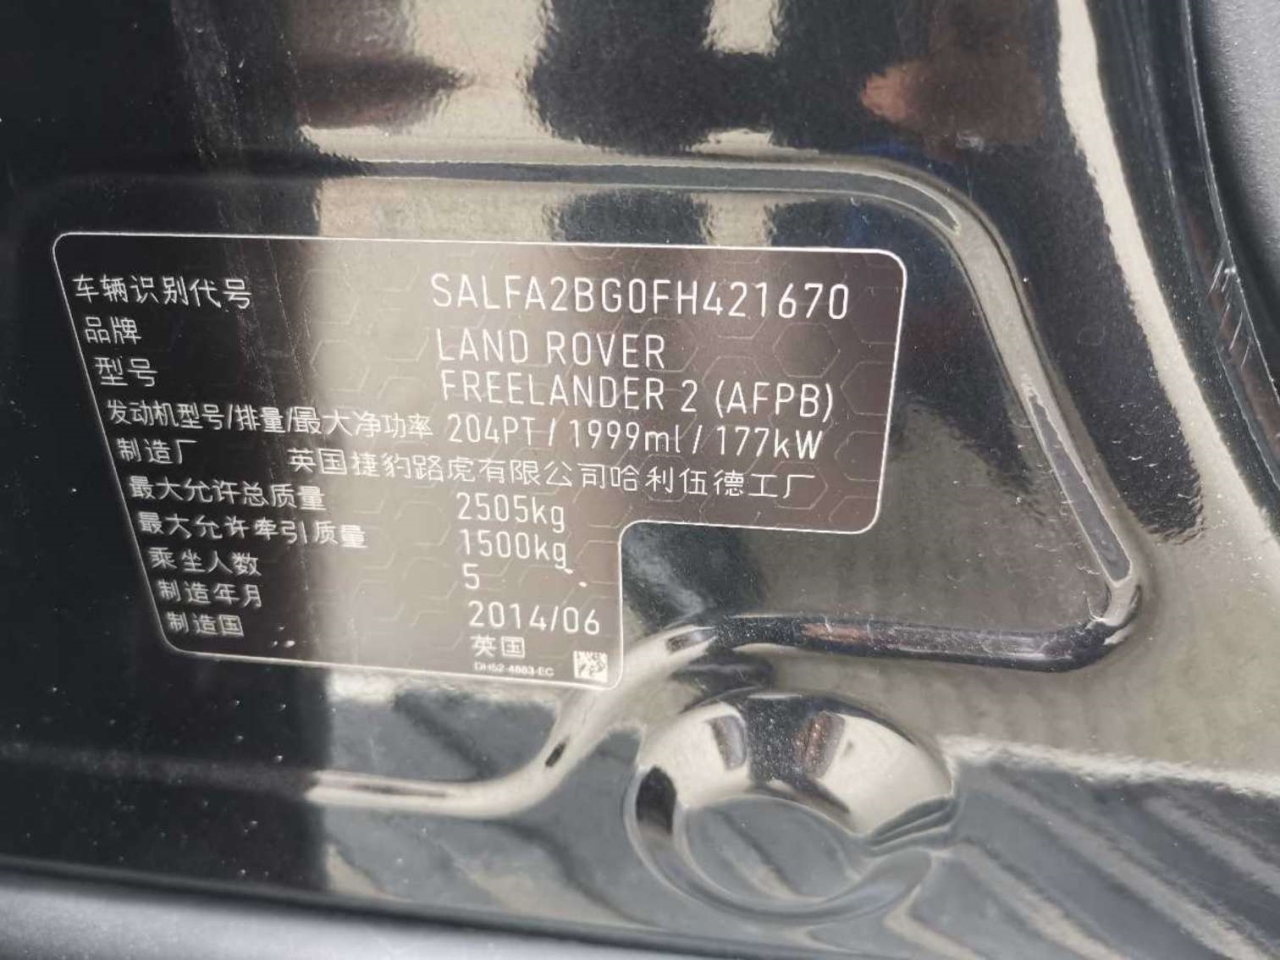 车辆识别代号 SALFA2BG0FH421670
品牌 LAND ROVER
型号 FREELANDER 2 (AFPB)
发动机型号/排量/最大净功率 204PT / 1999ml / 177kW
制造厂 英国捷豹路虎有限公司哈利伍德工厂
最大允许总质量 2505kg
最大允许牵引质量 1500kg
乘坐人数 5
制造年月 2014/06
制造国 英国
DH52-4883-EC